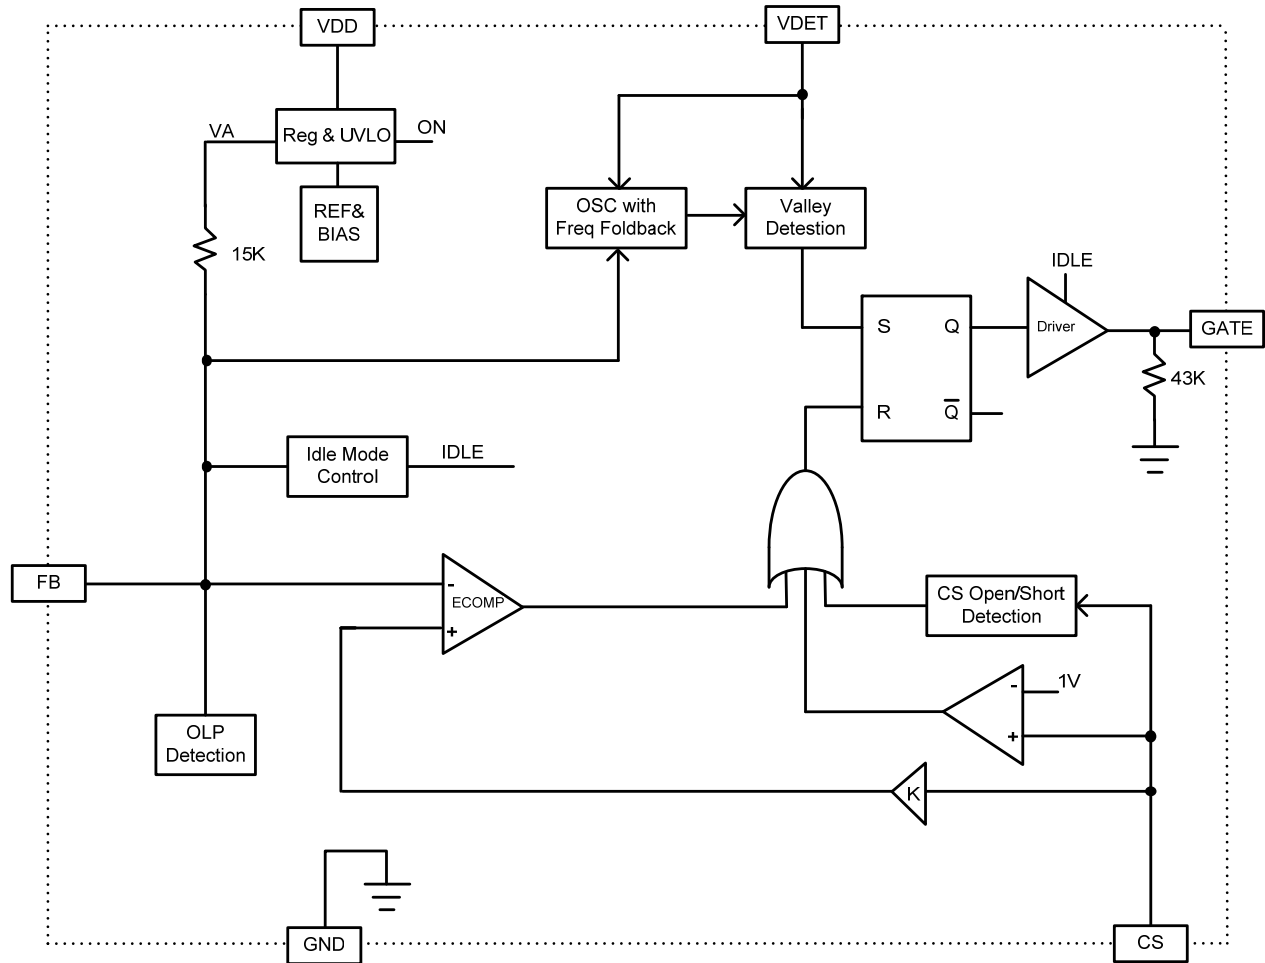 VDD
VDET
VA
Reg & UVLO
ON
REF&
BIAS
15K
OSC with
Freq Foldback
Valley
Detestion
IDLE
S
Q
Driver
GATE
43K
R
Q
Idle Mode
Control
IDLE
FB
-
ECOMP
+
CS Open/Short
Detection
-
1V
+
OLP
Detection
K
GND
CS